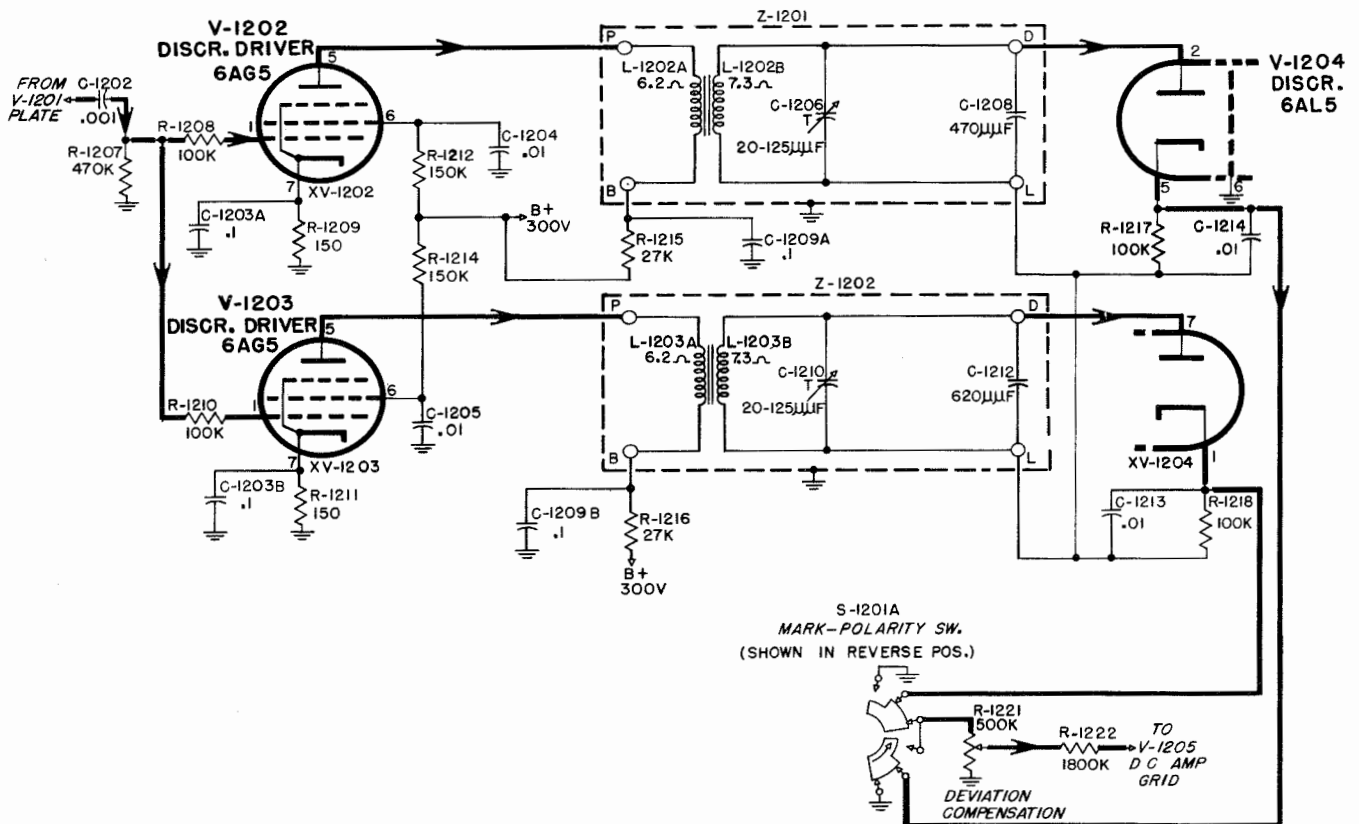 V-1202
DISCR. DRIVER
6AG5
FROM
V-1201
PLATE
C-1202
.001
R-1207
470K
R-1208
100K
1
5
6
7
XV-1202
C-1203A
.1
R-1209
150
R-1212
150K
C-1204
.01
R-1214
150K
B+
300V
Z-1201
P
B
L-1202A
6.2Ω
L-1202B
7.3Ω
C-1206
T
20-125μμF
C-1208
470μμF
D
L
R-1215
27K
C-1209A
.1
2
V-1204
DISCR.
6AL5
5
6
R-1217
100K
C-1214
.01
V-1203
DISCR. DRIVER
6AG5
5
1
6
7
R-1210
100K
XV-1203
C-1203B
.1
R-1211
150
C-1205
.01
Z-1202
P
B
L-1203A
6.2Ω
L-1203B
7.3Ω
C-1210
T
20-125μμF
C-1212
620μμF
D
L
C-1209B
.1
R-1216
27K
B+
300V
7
XV-1204
1
C-1213
.01
R-1218
100K
S-1201A
MARK-POLARITY SW.
(SHOWN IN REVERSE POS.)
R-1221
500K
R-1222
1800K
TO
V-1205
D C AMP
GRID
DEVIATION
COMPENSATION